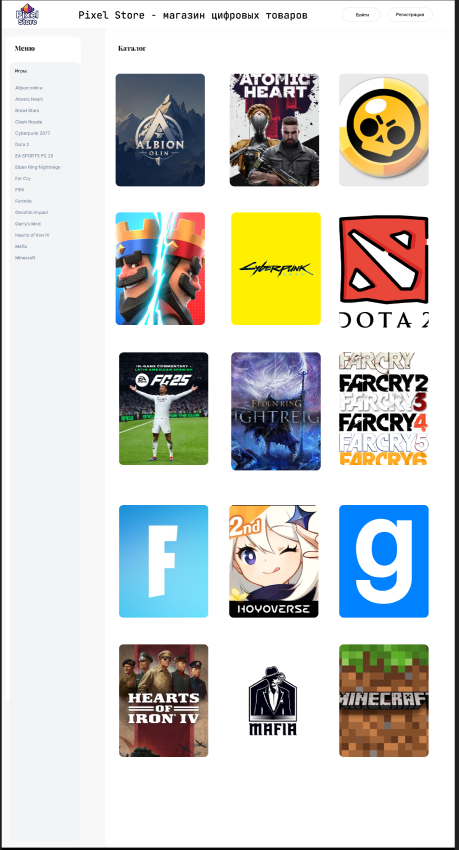 Pixel
Store
Pixel Store - магазин цифровых товаров
Войти
Регистрация
Меню
Каталог
Игры:
Albion online
Atomic Heart
Brawl Stars
Clash Royale
Cyberpunk 2077
Dota 2
EA SPORTS FC 25
Elden Ring Nightreign
Far Cry
FIFA
Fortnite
Genshin Impact
Garry's Mod
Hearts of Iron IV
Mafia
Minecraft
ALBION
OLIN
ATOMIC
HEART
CYBERPUNK
DOTA 2
IN-GAME COMMENTARY -
LATIN AMERICAN SPANISH
EA FC25
ELDEN RING
IGHTREIG
FARCRY
FARCRY2
FARCRY3
FARCRY4
FARCRY5
FARCRY6
F
2nd
HOYOVERSE
g
HEARTS
OF
IRON IV
MAFIA
MINECRAFT